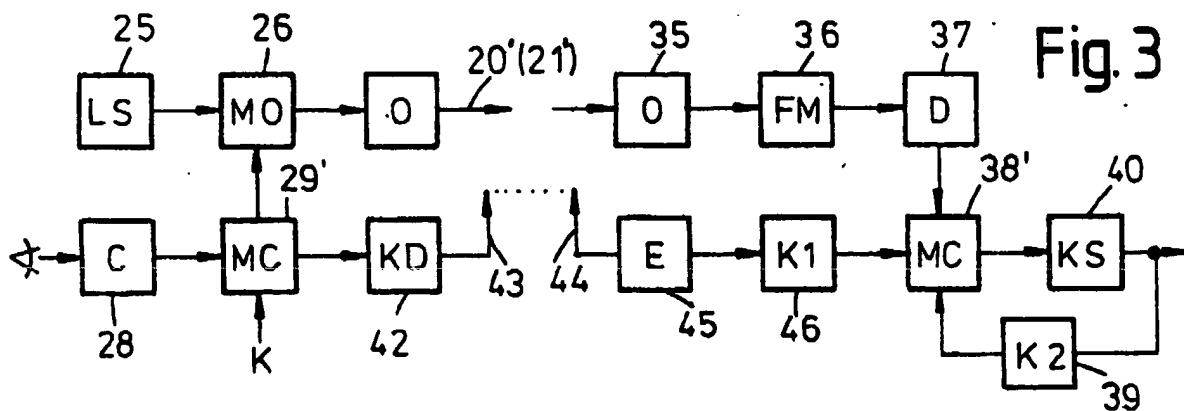 Fig. 3
25 26 20'(21') 35 36 37
LS MO O O FM D
29' 38' 40
C MC KD 43 44 E K1 MC KS
28 K 42 45 46 K2 39